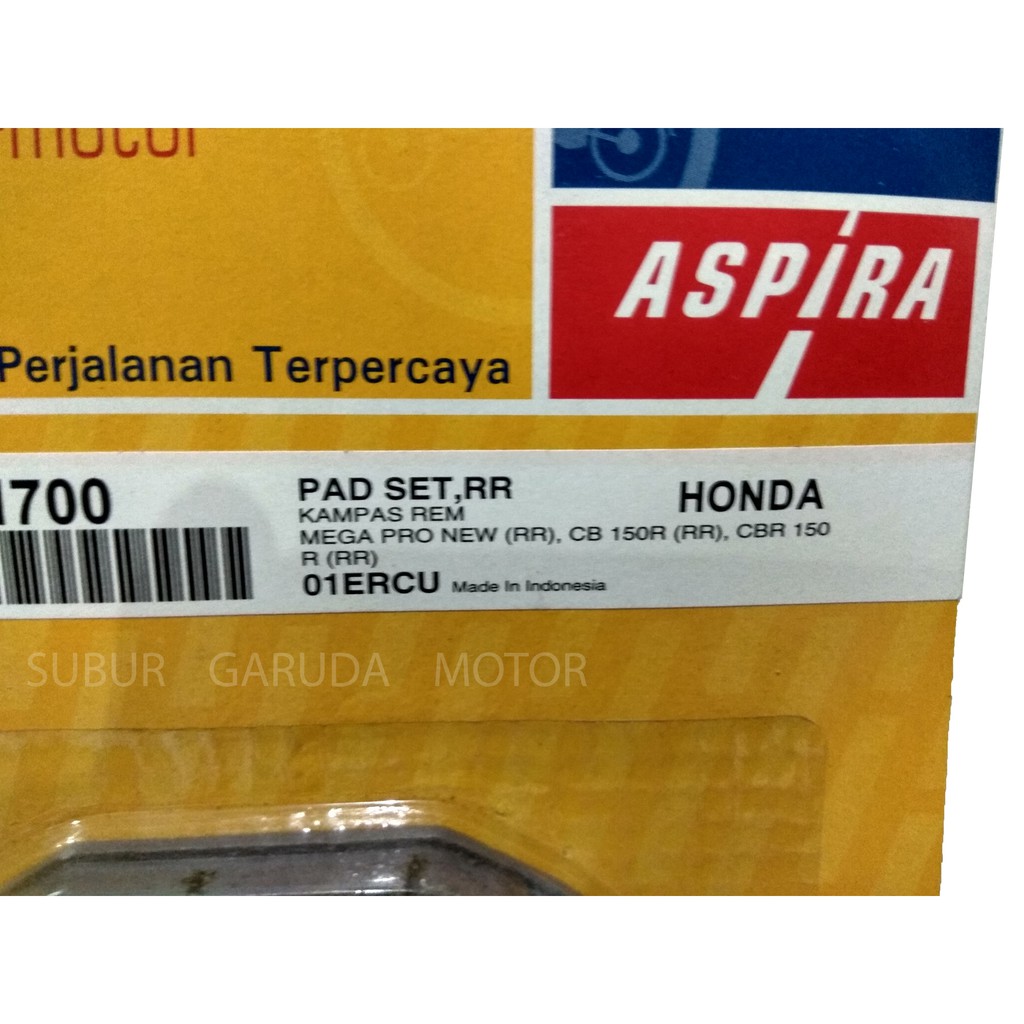 ASPIRA
Perjalanan Terpercaya
1700
PAD SET,RR
HONDA
KAMPAS REM
MEGA PRO NEW (RR), CB 150R (RR), CBR 150
R (RR)
01ERCU Made In Indonesia
SUBUR GARUDA MOTOR